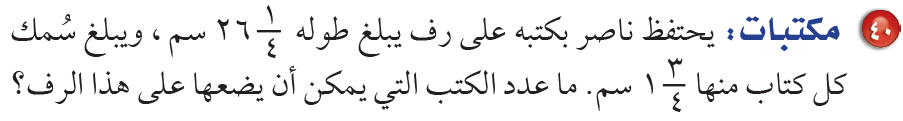 ٤٠ مكتبات: يحتفظ ناصر بكتبه على رف يبلغ طوله ٢٦ ١/٤ سم ، ويبلغ سُمك
كل كتاب منها ١ ٣/٤ سم. ما عدد الكتب التي يمكن أن يضعها على هذا الرف؟